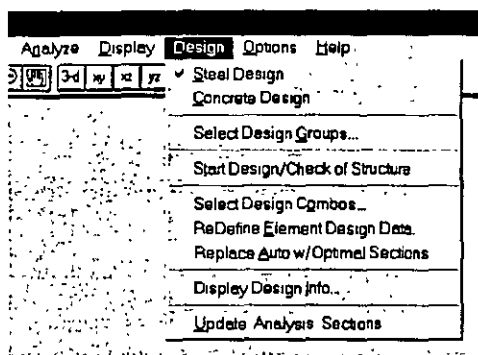 Analyze Display Design Options Help
3-d xy xz yz ✓ Steel Design
Concrete Design
Select Design Groups...
Start Design/Check of Structure
Select Design Combos...
ReDefine Element Design Data.
Replace Auto w/Optimal Sections
Display Design Info...
Update Analysis Sections